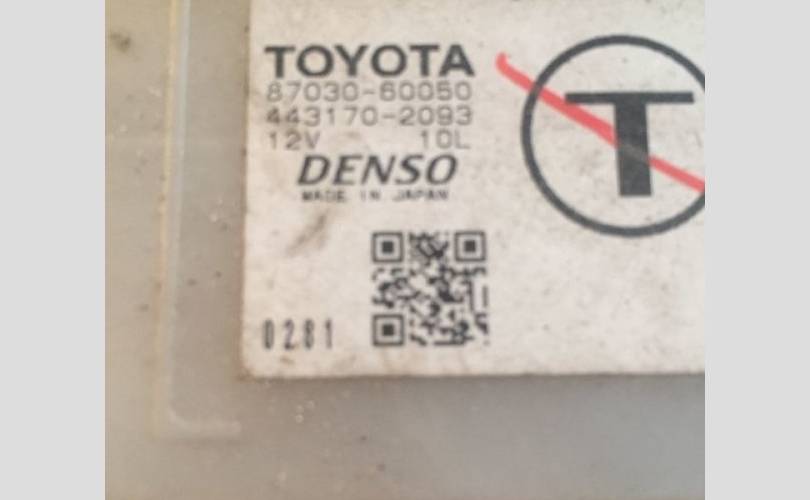 TOYOTA
87030-60050
443170-2093
12V 10L
DENSO
MADE IN JAPAN
T
0281